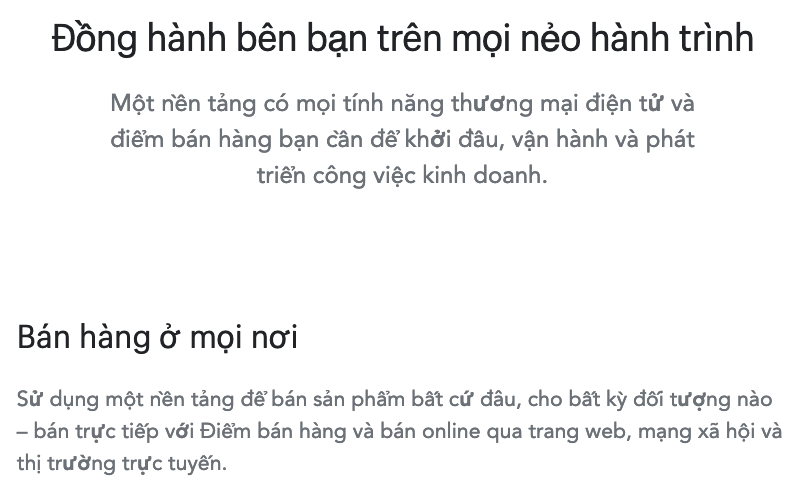 Đồng hành bên bạn trên mọi nẻo hành trình
Một nền tảng có mọi tính năng thương mại điện tử và
điểm bán hàng bạn cần để khởi đầu, vận hành và phát
triển công việc kinh doanh.
Bán hàng ở mọi nơi
Sử dụng một nền tảng để bán sản phẩm bất cứ đâu, cho bất kỳ đối tượng nào
– bán trực tiếp với Điểm bán hàng và bán online qua trang web, mạng xã hội và
thị trường trực tuyến.